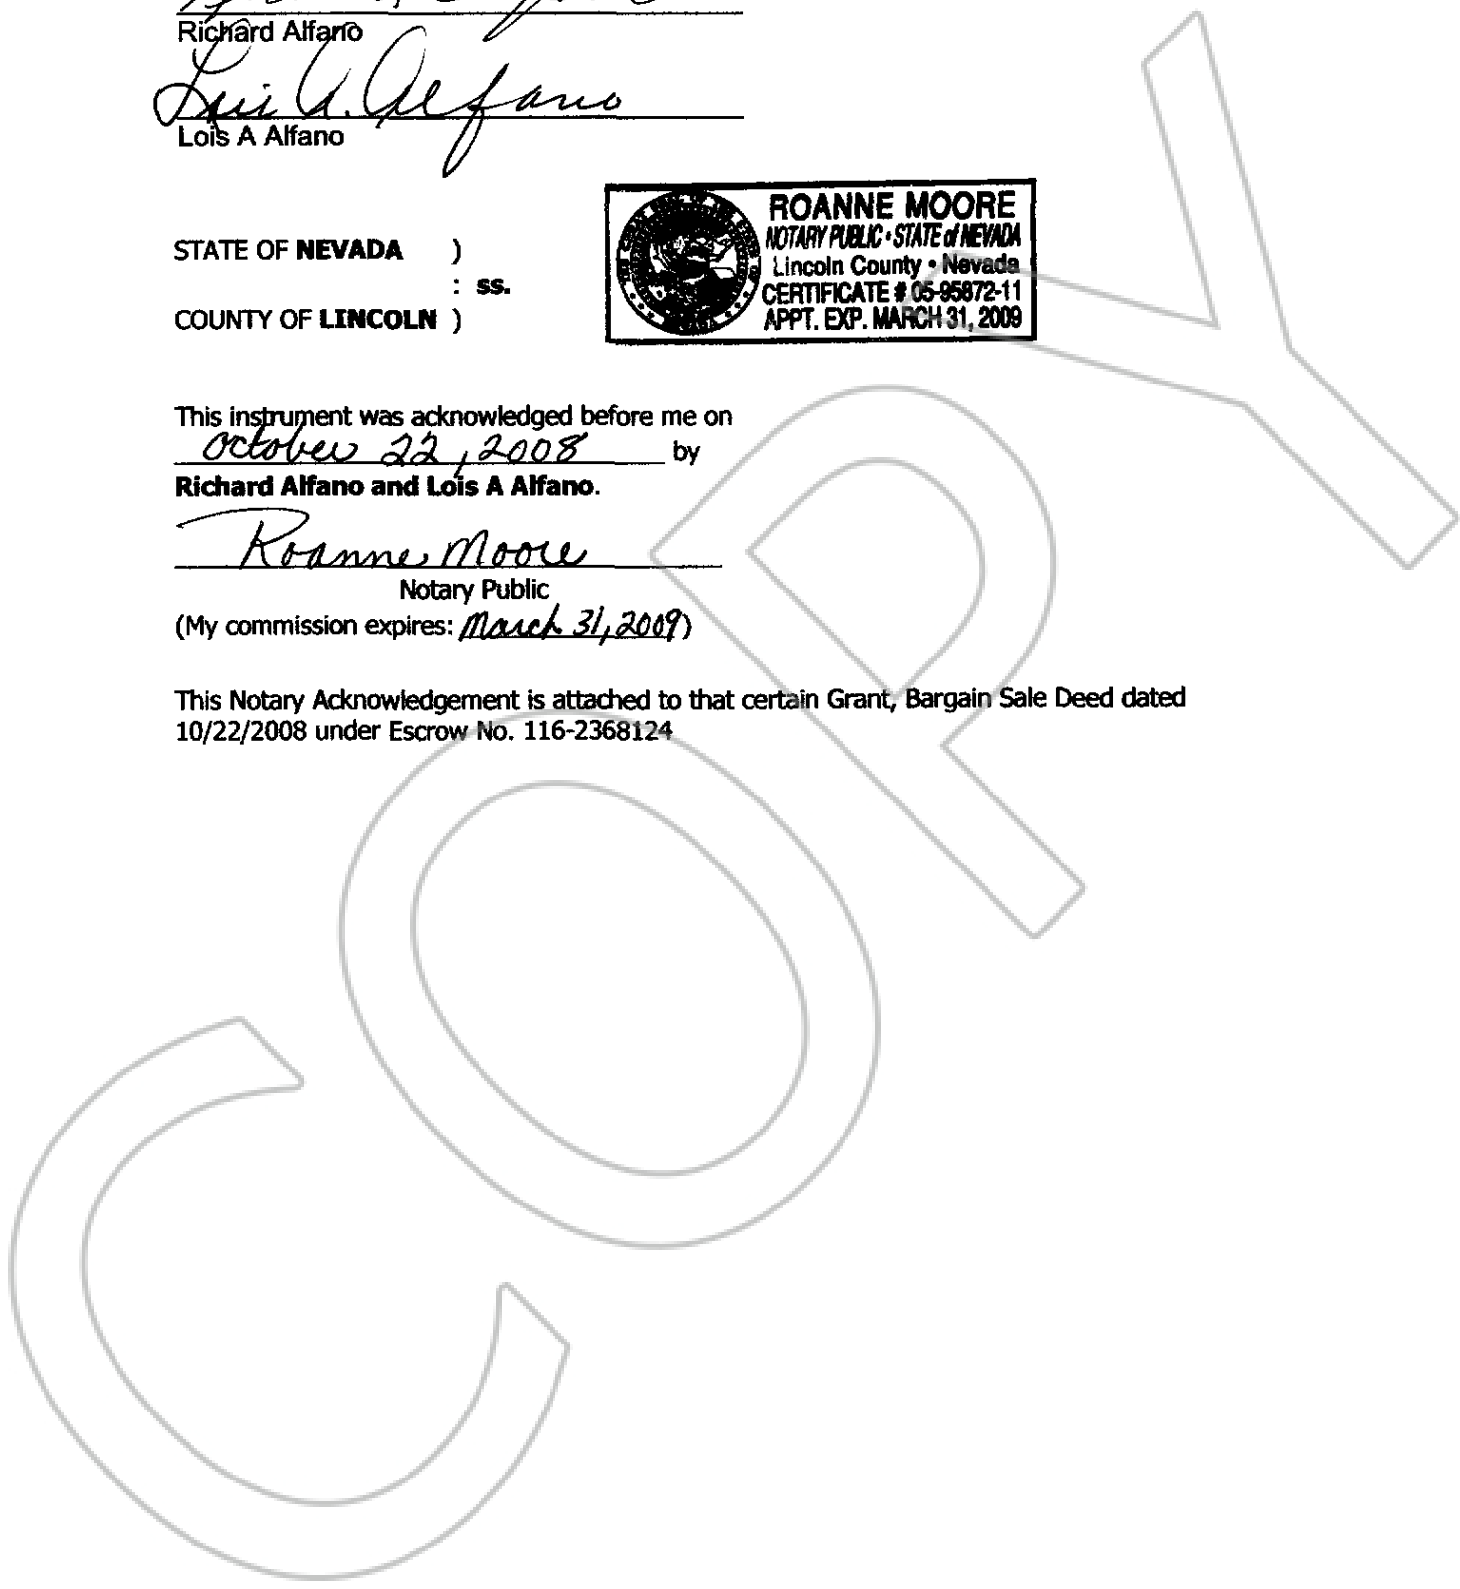 Richard Alfano
Lois A. Alfano
Lois A Alfano
ROANNE MOORE
NOTARY PUBLIC • STATE of NEVADA
Lincoln County • Nevada
CERTIFICATE # 05-95872-11
APPT. EXP. MARCH 31, 2009
STATE OF NEVADA )
: ss.
COUNTY OF LINCOLN )
This instrument was acknowledged before me on
October 22, 2008 by
Richard Alfano and Lois A Alfano.
Roanne Moore
Notary Public
(My commission expires: March 31, 2009)
This Notary Acknowledgement is attached to that certain Grant, Bargain Sale Deed dated
10/22/2008 under Escrow No. 116-2368124
COPY